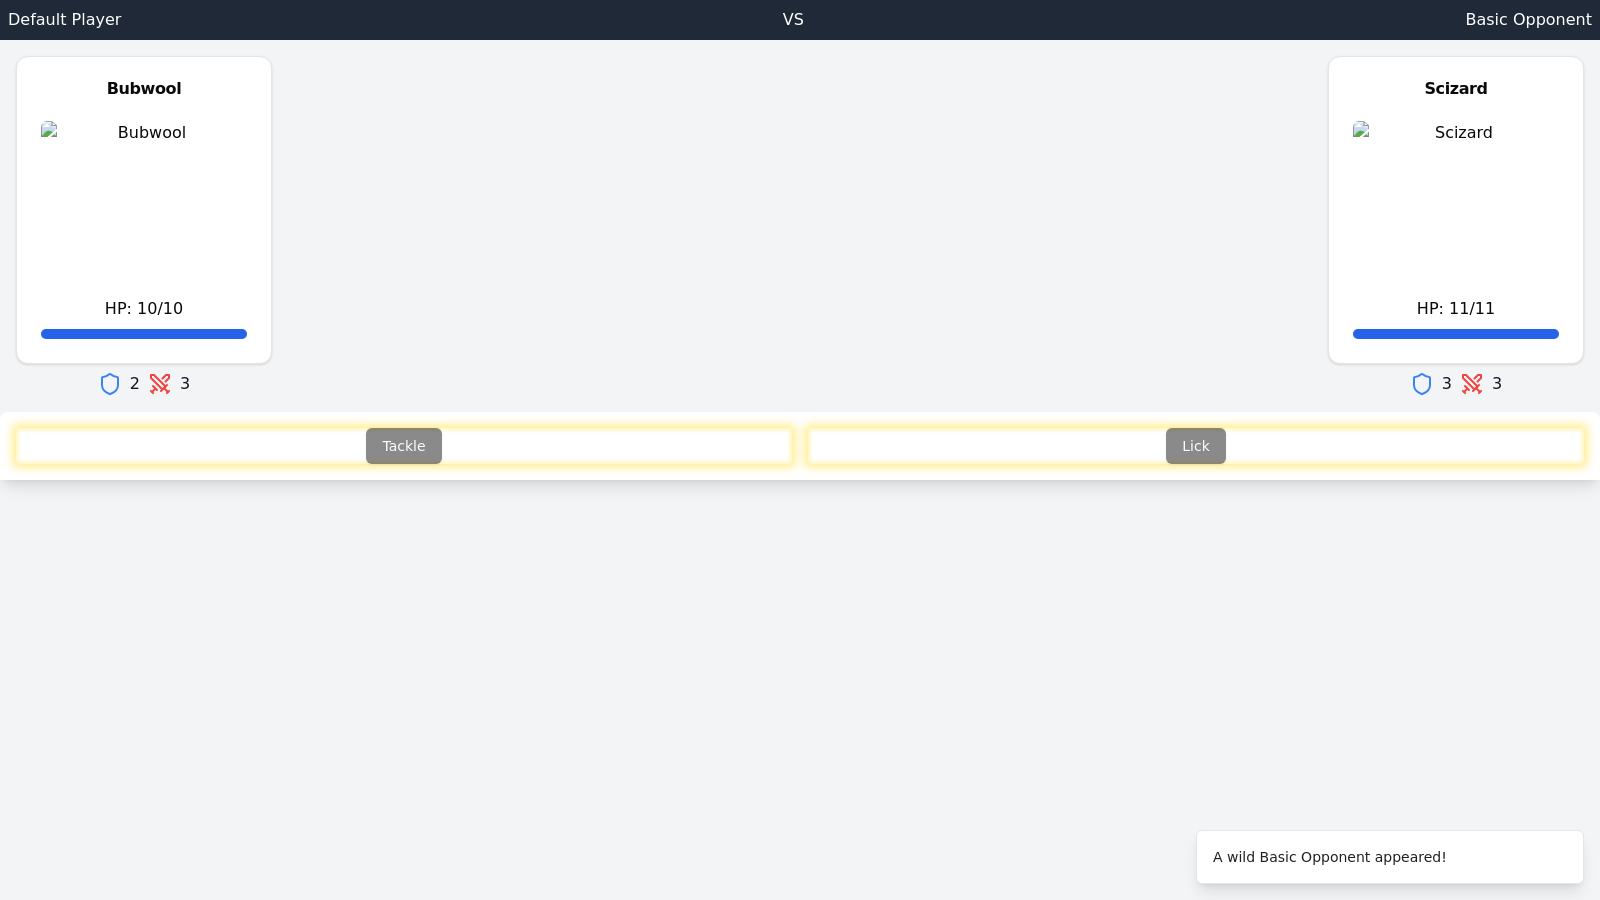 Default Player
VS
Basic Opponent
Bubwool
Bubwool
HP: 10/10
2 3
Scizard
Scizard
HP: 11/11
3 3
Tackle
Lick
A wild Basic Opponent appeared!